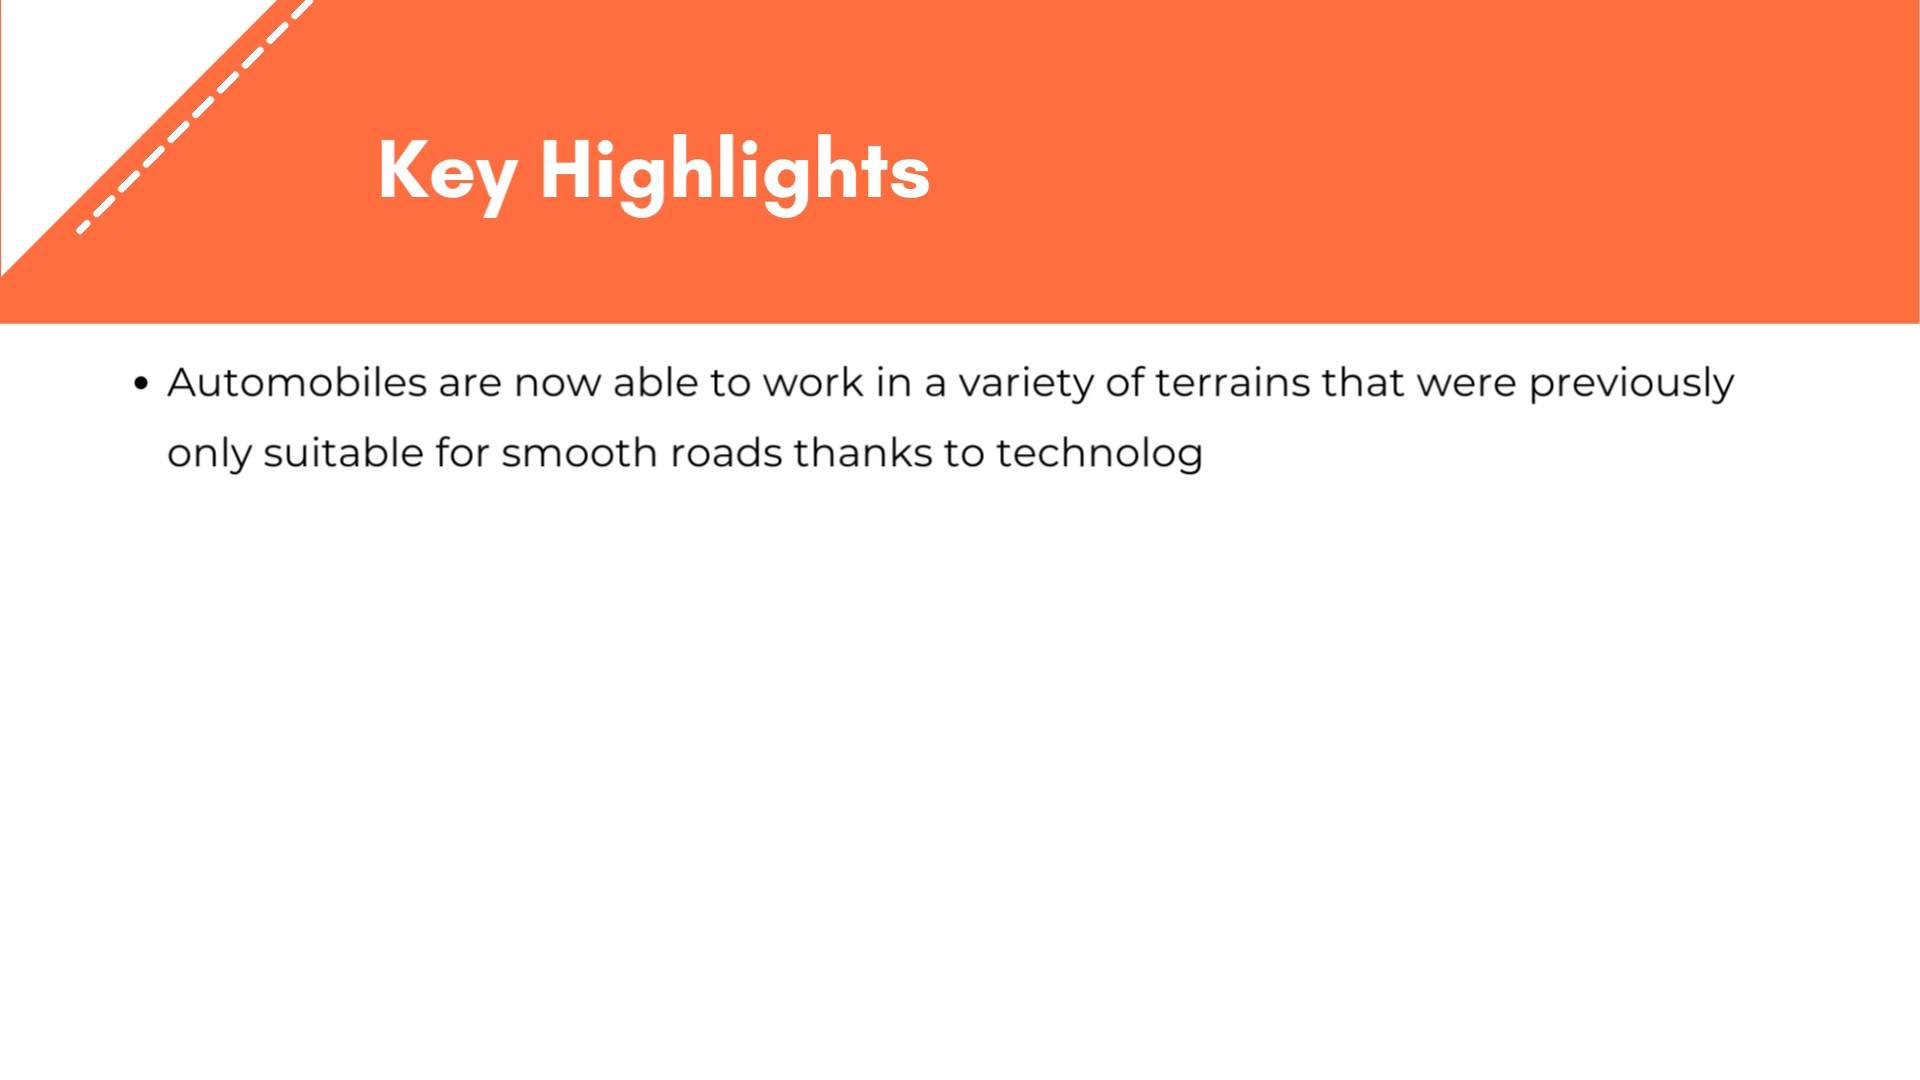 Key Highlights
• Automobiles are now able to work in a variety of terrains that were previously
only suitable for smooth roads thanks to technolog